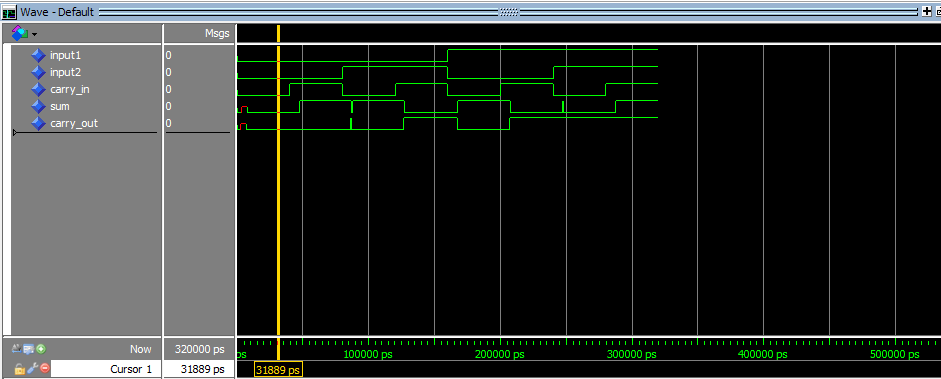 Wave - Default
Msgs
input1 0
input2 0
carry_in 0
sum 0
carry_out 0
Now 320000 ps
ps 100000 ps 200000 ps 300000 ps 400000 ps 500000 ps
Cursor 1 31889 ps 31889 ps